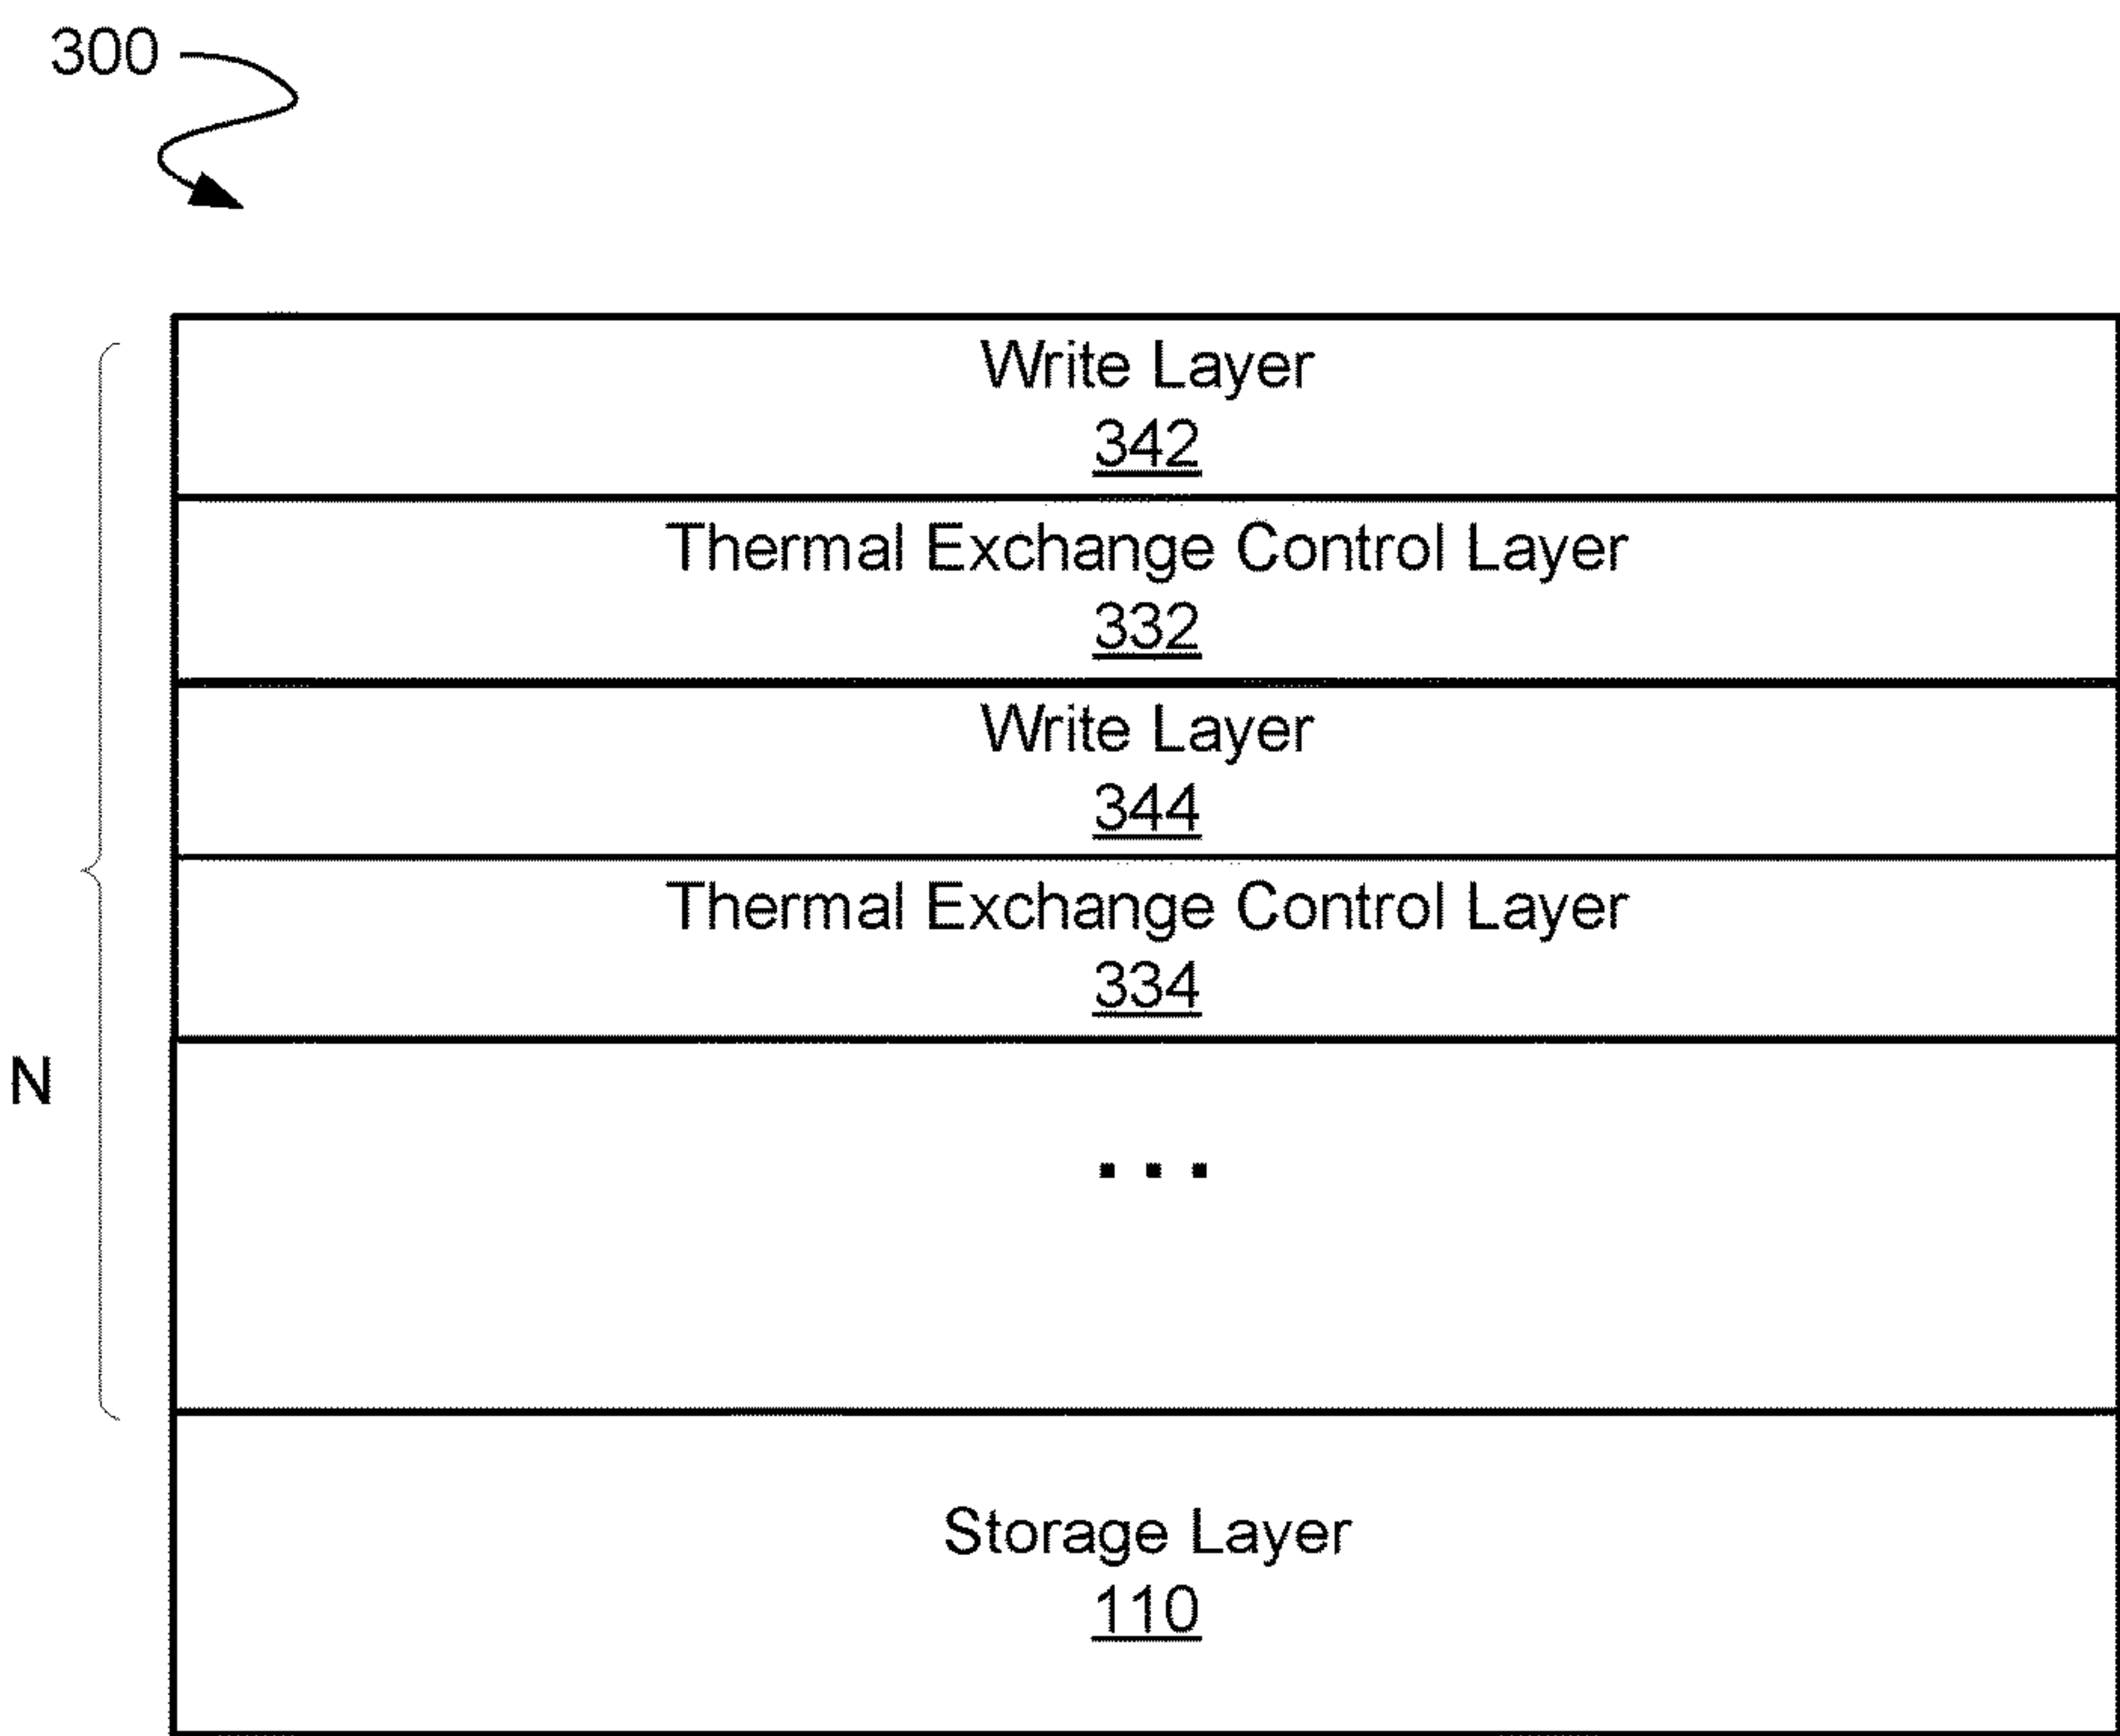 300
Write Layer
342
Thermal Exchange Control Layer
332
Write Layer
344
Thermal Exchange Control Layer
334
N
...
Storage Layer
110